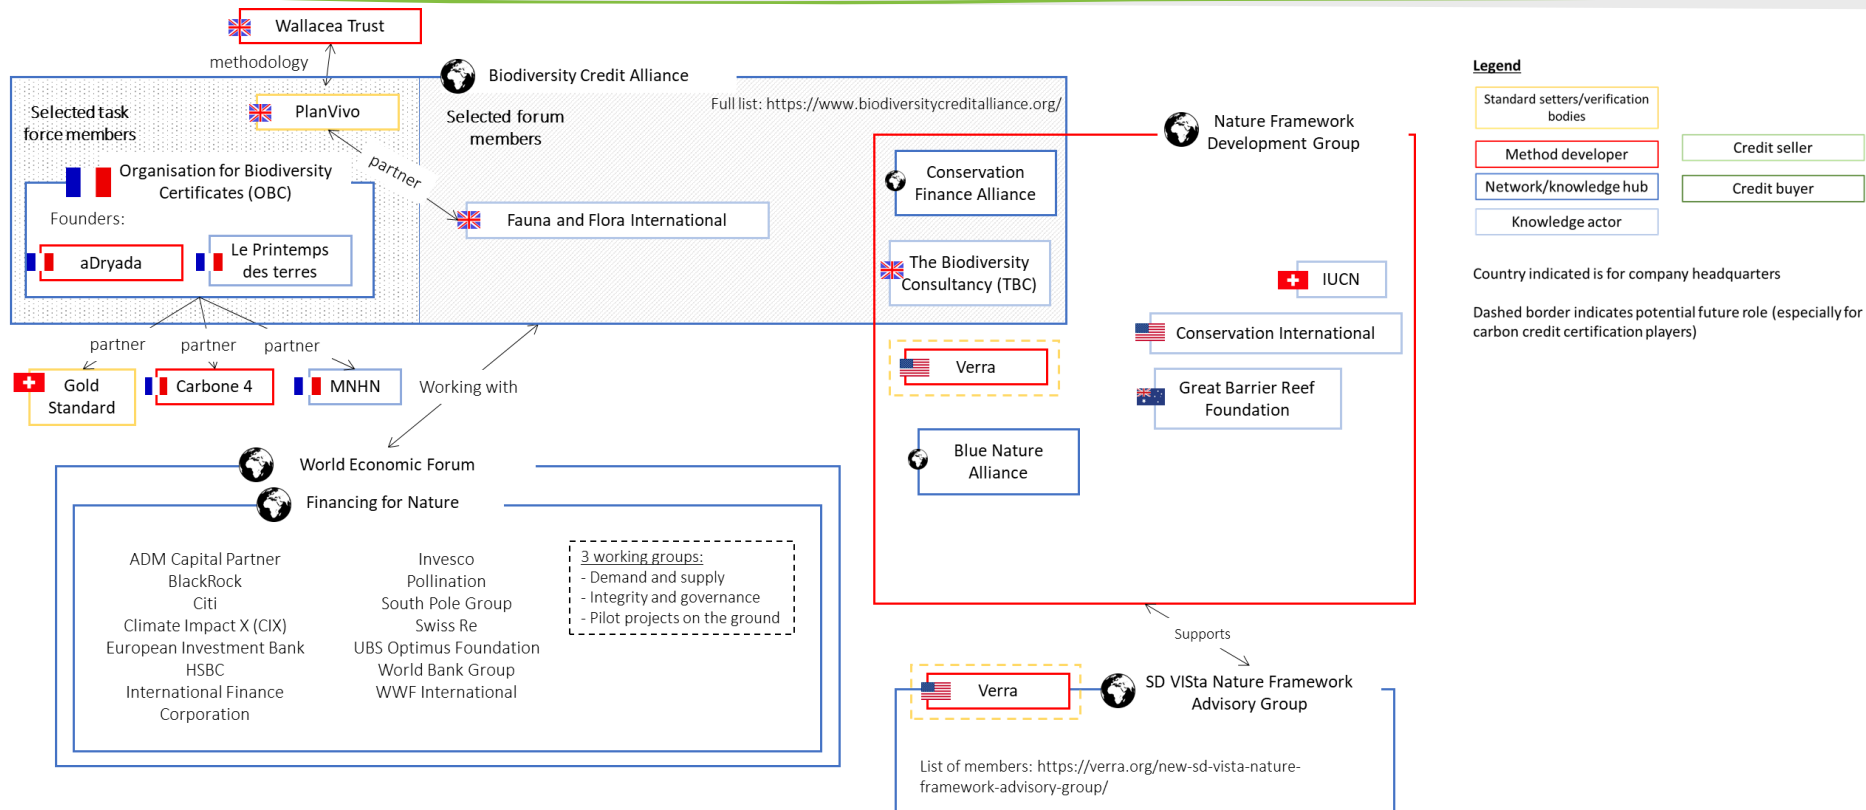 Wallacea Trust
methodology
Biodiversity Credit Alliance
Selected task
force members
PlanVivo
Selected forum
members
Full list: https://www.biodiversitycreditalliance.org/
partner
Organisation for Biodiversity
Certificates (OBC)
Founders:
aDryada
Le Printemps
des terres
Fauna and Flora International
Conservation
Finance Alliance
The Biodiversity
Consultancy (TBC)
Nature Framework
Development Group
IUCN
Conservation International
Great Barrier Reef
Foundation
Verra
Blue Nature
Alliance
partner
partner
partner
Gold
Standard
Carbone 4
MNHN
Working with
World Economic Forum
Financing for Nature
ADM Capital Partner
BlackRock
Citi
Climate Impact X (CIX)
European Investment Bank
HSBC
International Finance
Corporation
Invesco
Pollination
South Pole Group
Swiss Re
UBS Optimus Foundation
World Bank Group
WWF International
3 working groups:
- Demand and supply
- Integrity and governance
- Pilot projects on the ground
Supports
Verra
SD VISta Nature Framework
Advisory Group
List of members: https://verra.org/new-sd-vista-nature-
framework-advisory-group/
Legend
Standard setters/verification
bodies
Method developer
Network/knowledge hub
Knowledge actor
Credit seller
Credit buyer
Country indicated is for company headquarters
Dashed border indicates potential future role (especially for
carbon credit certification players)